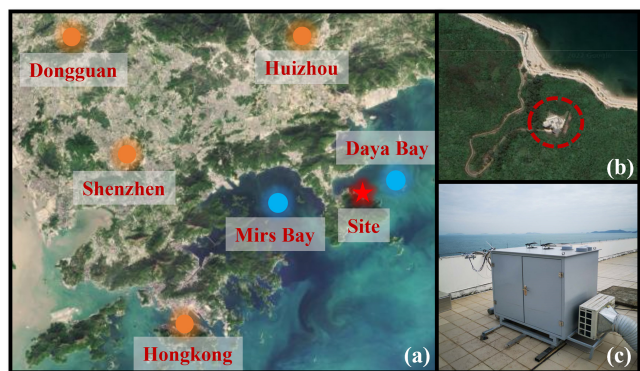 Dongguan
Huizhou
Shenzhen
Daya Bay
Mirs Bay
Site
Hongkong
(a)
(b)
(c)